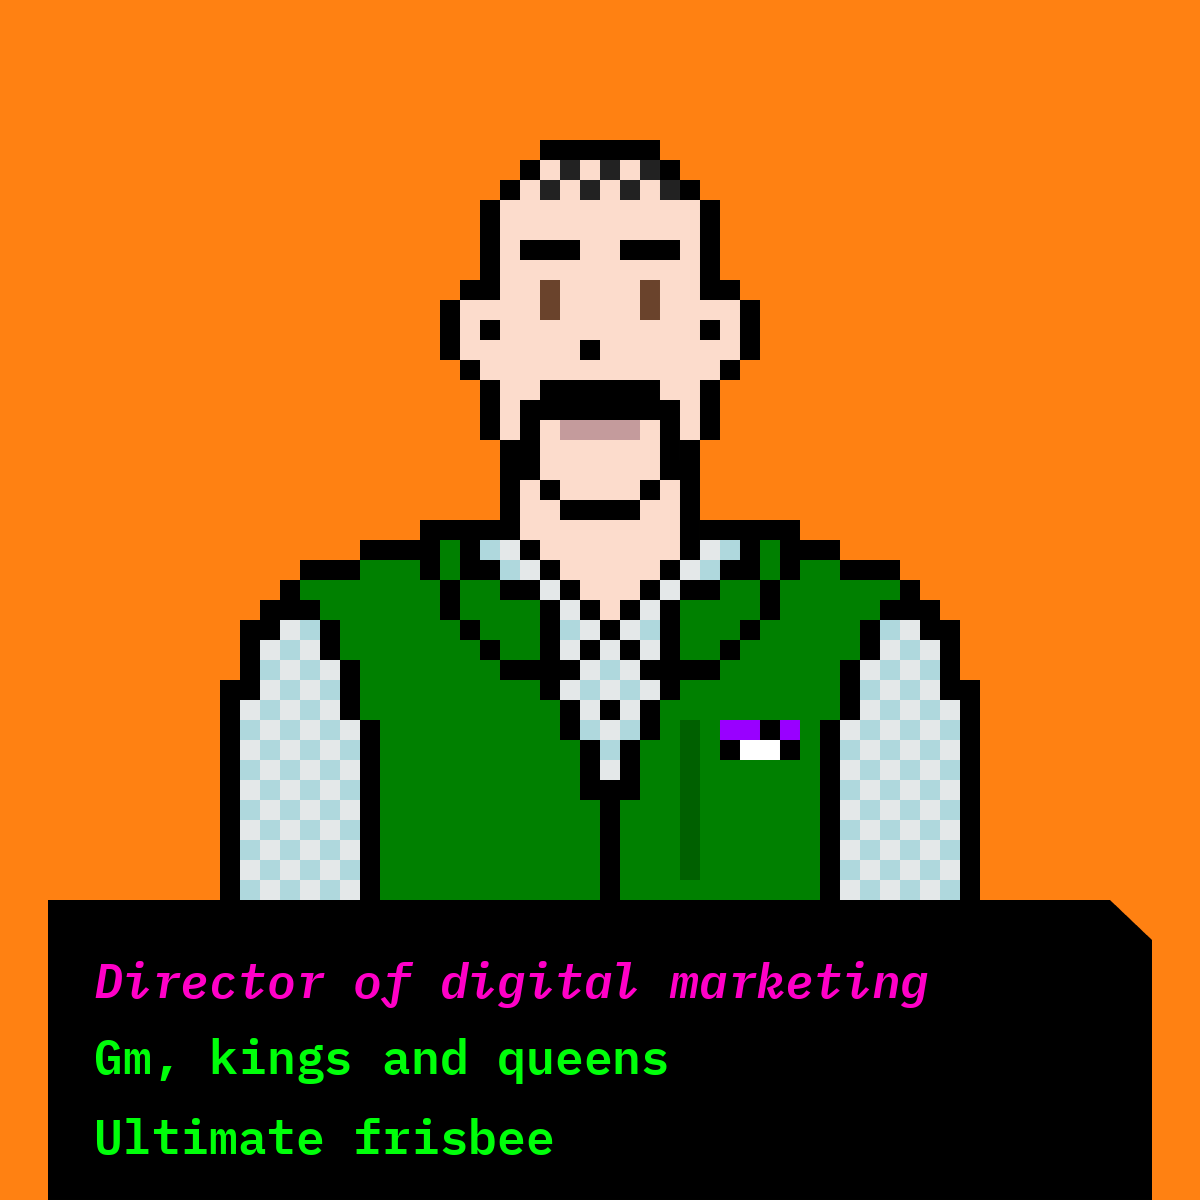 Director of digital marketing
Gm, kings and queens
Ultimate frisbee